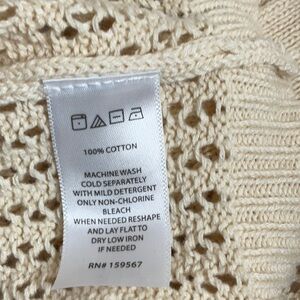 100% COTTON
MACHINE WASH
COLD SEPARATELY
WITH MILD DETERGENT
ONLY NON-CHLORINE
BLEACH
WHEN NEEDED RESHAPE
AND LAY FLAT TO
DRY LOW IRON
IF NEEDED
RN# 159567